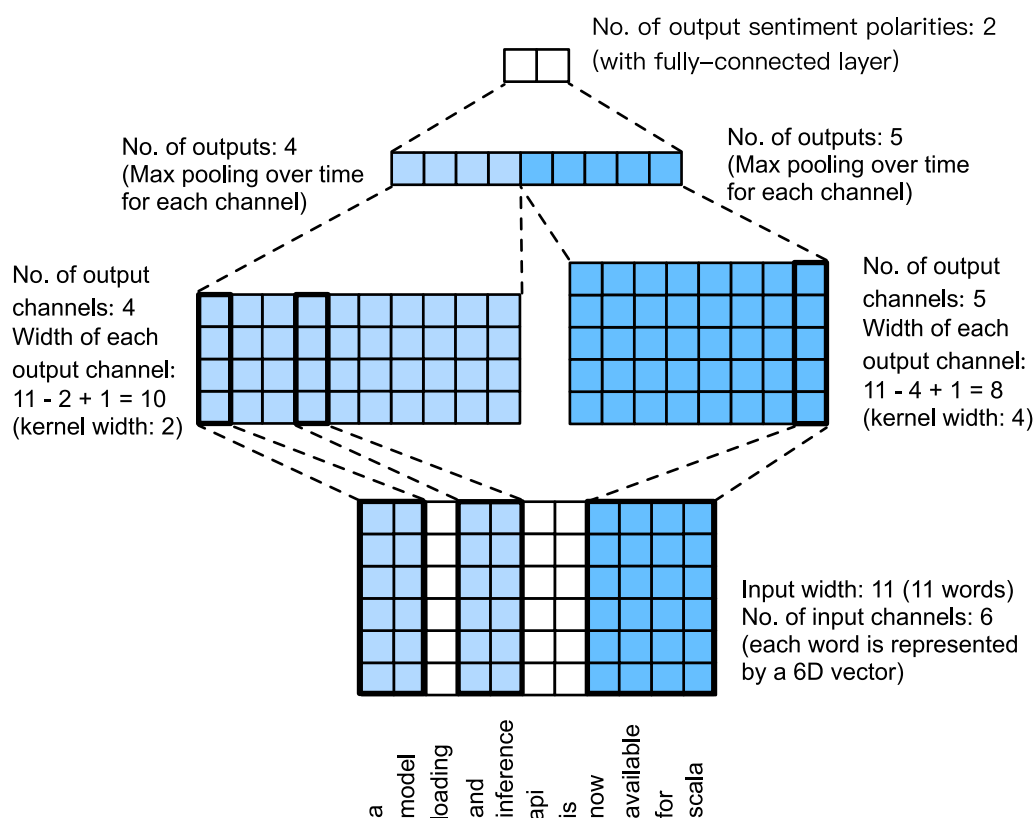 No. of output sentiment polarities: 2
(with fully-connected layer)
No. of outputs: 4
(Max pooling over time
for each channel)
No. of outputs: 5
(Max pooling over time
for each channel)
No. of output
channels: 4
Width of each
output channel:
11 - 2 + 1 = 10
(kernel width: 2)
No. of output
channels: 5
Width of each
output channel:
11 - 4 + 1 = 8
(kernel width: 4)
Input width: 11 (11 words)
No. of input channels: 6
(each word is represented
by a 6D vector)
a
model
loading
and
inference
api
is
now
available
for
scala